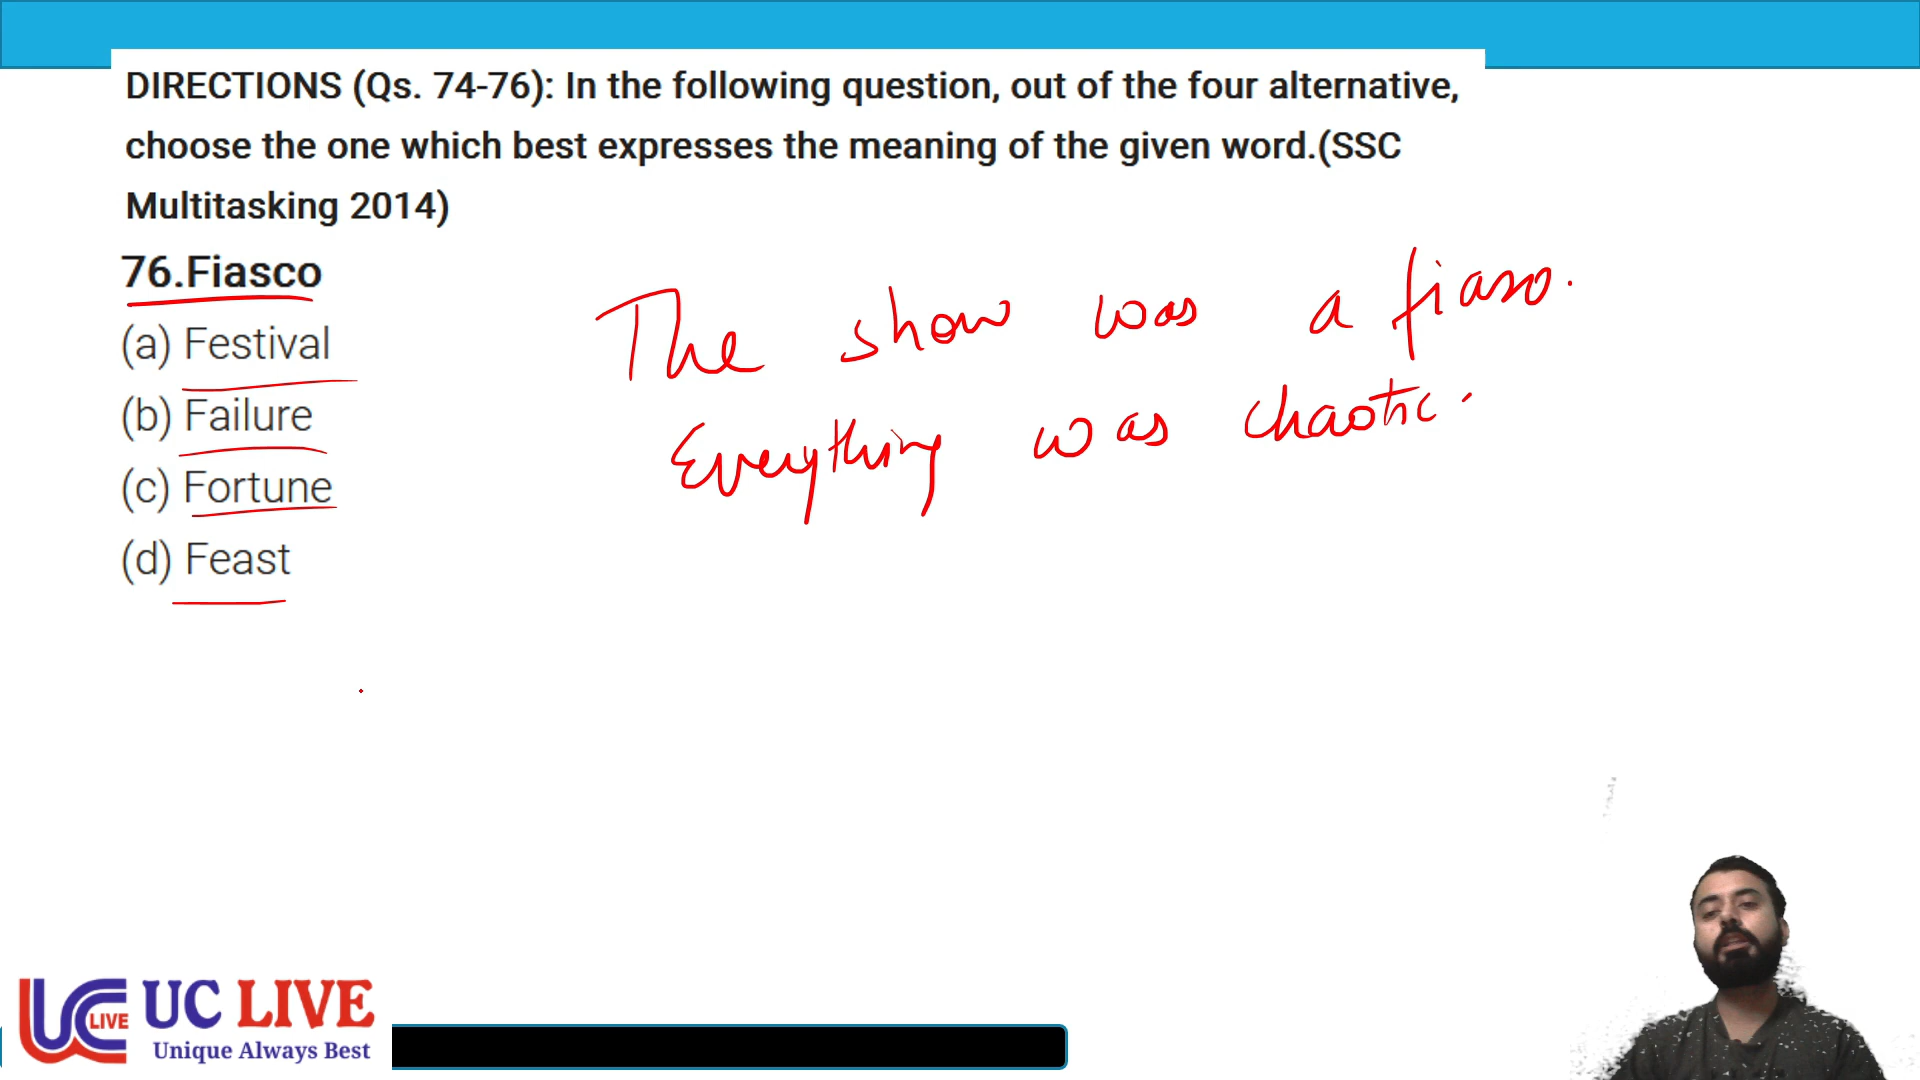 DIRECTIONS (Qs. 74-76): In the following question, out of the four alternative,
choose the one which best expresses the meaning of the given word.(SSC
Multitasking 2014)
76.Fiasco
(a) Festival
(b) Failure
(c) Fortune
(d) Feast
The show was a fiasco.
Everything was chaotic.
UC LIVE
LIVE
Unique Always Best